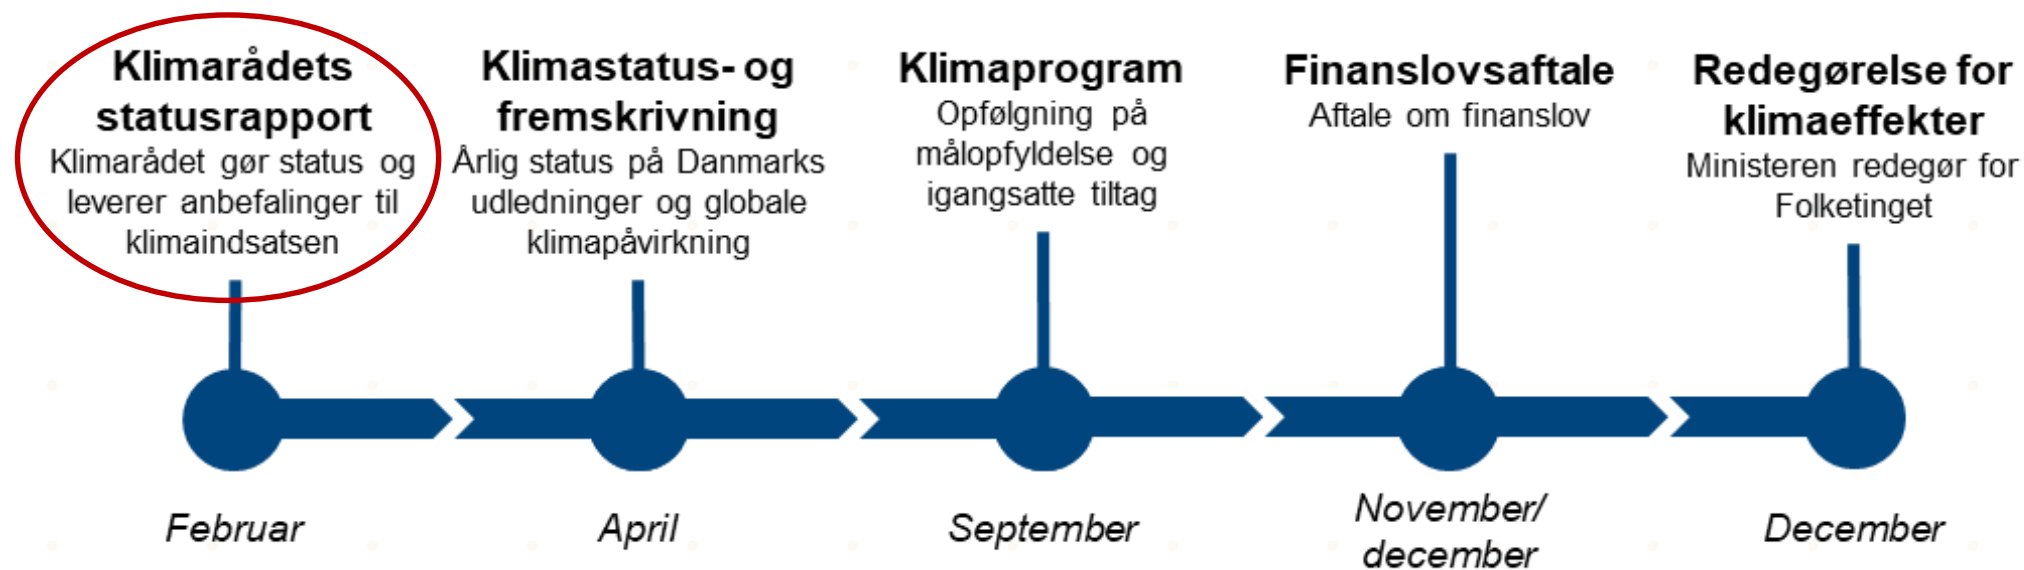 Klimarådets
statusrapport
Klimarådet gør status og
leverer anbefalinger til
klimaindsatsen
Klimastatus- og
fremskrivning
Årlig status på Danmarks
udledninger og globale
klimapåvirkning
Klimaprogram
Opfølgning på
målopfyldelse og
igangsatte tiltag
Finanslovsaftale
Aftale om finanslov
Redegørelse for
klimaeffekter
Ministeren redegør for
Folketinget
Februar
April
September
November/
december
December